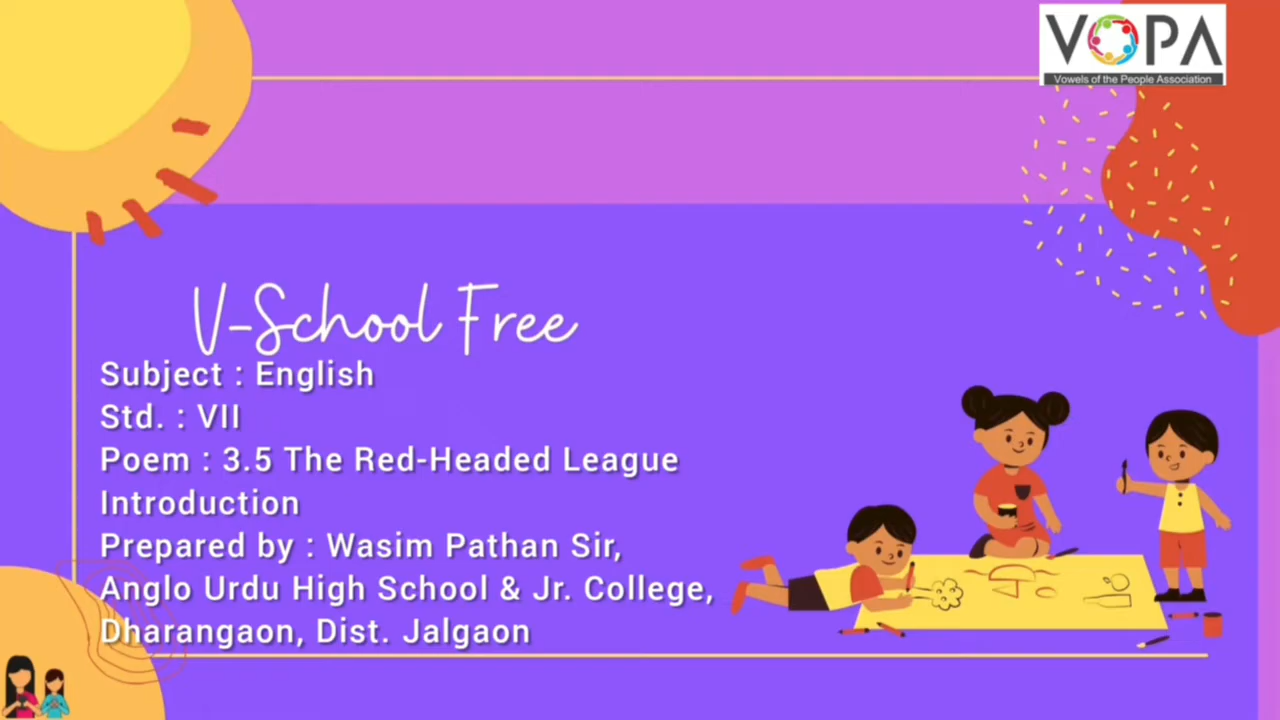 VOPA
Vowels of the People Association
V-School Free
Subject : English
Std. : VII
Poem : 3.5 The Red-Headed League
Introduction
Prepared by : Wasim Pathan Sir,
Anglo Urdu High School & Jr. College,
Dharangaon, Dist. Jalgaon